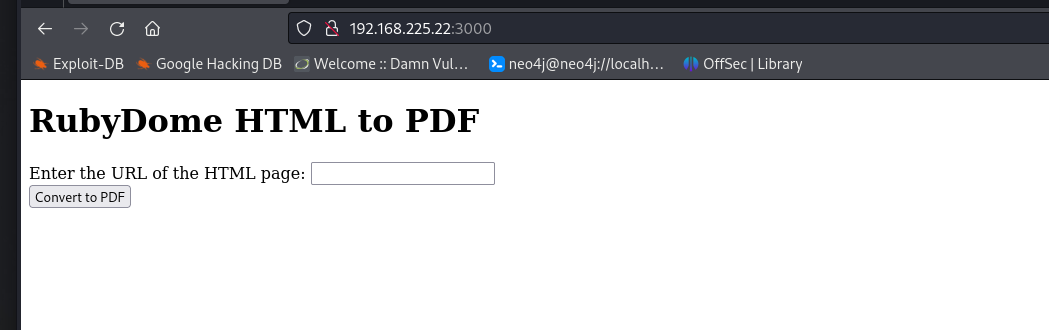 192.168.225.22:3000
Exploit-DB Google Hacking DB Welcome :: Damn Vul… neo4j@neo4j://localh… OffSec | Library
RubyDome HTML to PDF
Enter the URL of the HTML page:
Convert to PDF